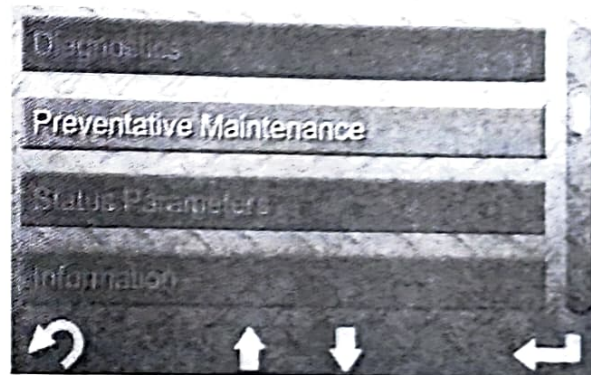 Diagnostics
Preventative Maintenance
Status Parameters
Information